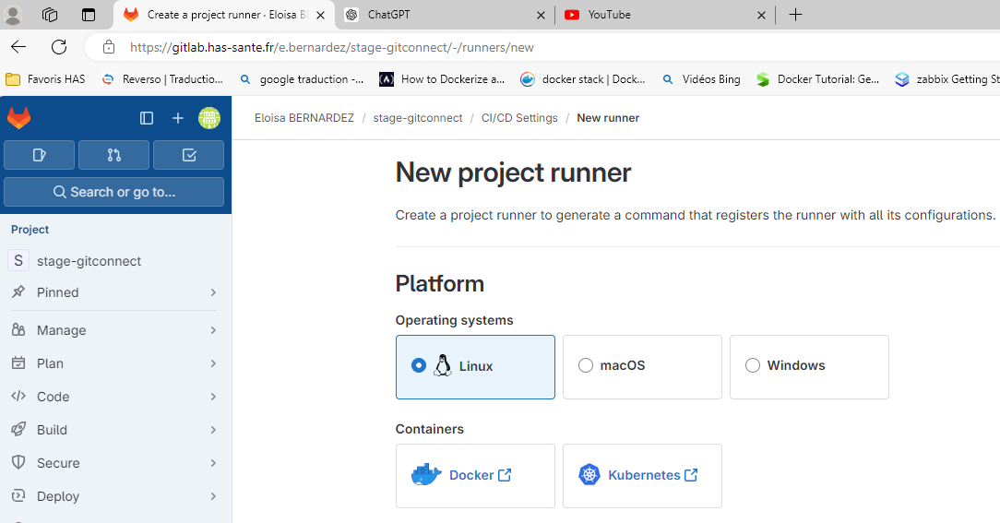 Create a project runner · Eloisa B
ChatGPT
YouTube
https://gitlab.has-sante.fr/e.bernardez/stage-gitconnect/-/runners/new
Favoris HAS
Reverso | Traductio...
google traduction -...
How to Dockerize a...
docker stack | Dock...
Vidéos Bing
Docker Tutorial: Ge...
zabbix Getting St
Eloisa BERNARDEZ / stage-gitconnect / CI/CD Settings / New runner
Search or go to...
Project
S stage-gitconnect
Pinned
Manage
Plan
Code
Build
Secure
Deploy
New project runner
Create a project runner to generate a command that registers the runner with all its configurations.
Platform
Operating systems
Linux
macOS
Windows
Containers
Docker
Kubernetes